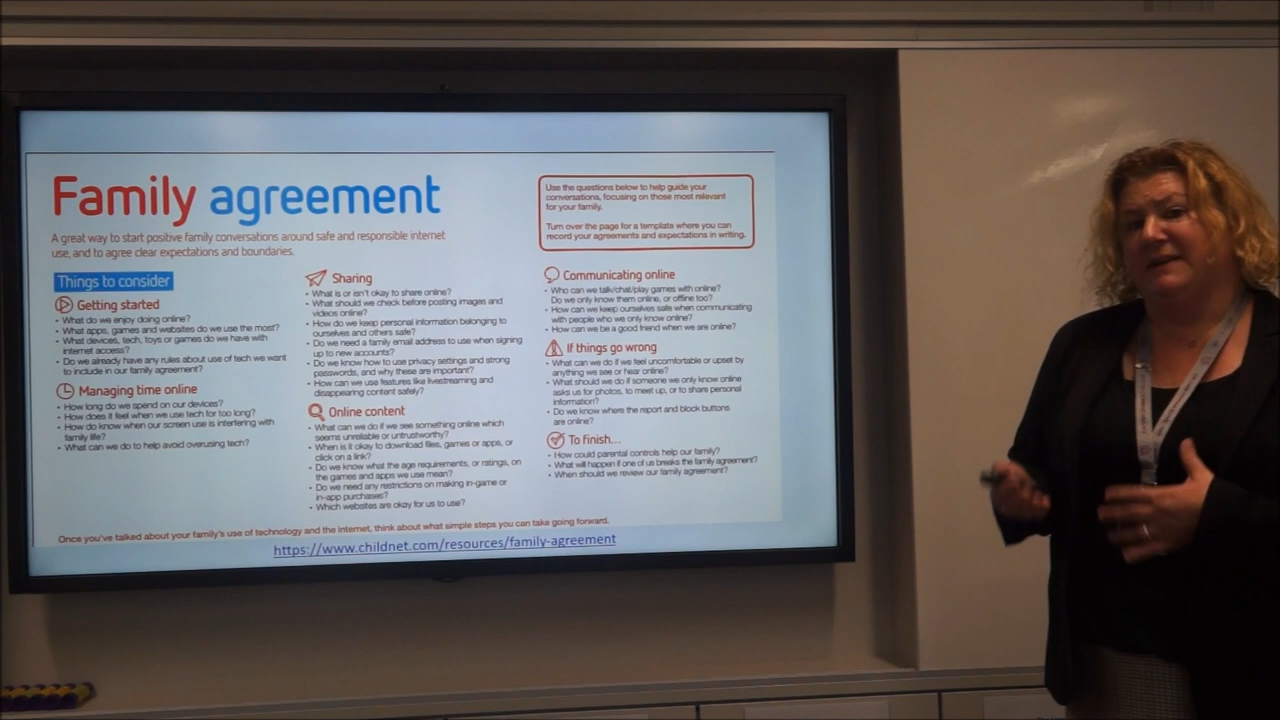 Family agreement
A great way to start positive family conversations around safe and responsible internet
use, and to agree clear expectations and boundaries.
Use the questions below to help guide your
conversations, focusing on those most relevant
for your family.
Turn over the page for a template where you can
record your agreements and expectations in writing.
Things to consider
Getting started
• What do we enjoy doing online?
• What apps, games and websites do we use the most?
• What devices, tech, toys or games do we have with
internet access?
• Do we already have any rules about use of tech we want
to include in our family agreement?
Managing time online
• How long do we spend on our devices?
• How does it feel when we use tech for too long?
• How do know when our screen use is interfering with
family life?
• What can we do to help avoid overusing tech?
Sharing
• What is or isn't okay to share online?
• What should we check before posting images and
videos online?
• How do we keep personal information belonging to
ourselves and others safe?
• Do we need a family email address to use when signing
up to new accounts?
• Do we know how to use privacy settings and strong
passwords, and why these are important?
• How can we use features like livestreaming and
disappearing content safely?
Online content
• What can we do if we see something online which
seems unreliable or untrustworthy?
• When is it okay to download files, games or apps, or
click on a link?
• Do we know what the age requirements, or ratings, on
the games and apps we use mean?
• Do we need any restrictions on making in-game or
in-app purchases?
• Which websites are okay for us to use?
Communicating online
• Who can we talk/chat/play games with online?
Do we only know them online, or offline too?
• How can we keep ourselves safe when communicating
with people who we only know online?
• How can we be a good friend when we are online?
If things go wrong
• What can we do if we feel uncomfortable or upset by
anything we see or hear online?
• What should we do if someone we only know online
asks us for photos, to meet up, or to share personal
information?
• Do we know where the report and block buttons
are online?
To finish...
• How could parental controls help our family?
• What will happen if one of us breaks the family agreement?
• When should we review our family agreement?
Once you've talked about your family's use of technology and the internet, think about what simple steps you can take going forward.
https://www.childnet.com/resources/family-agreement